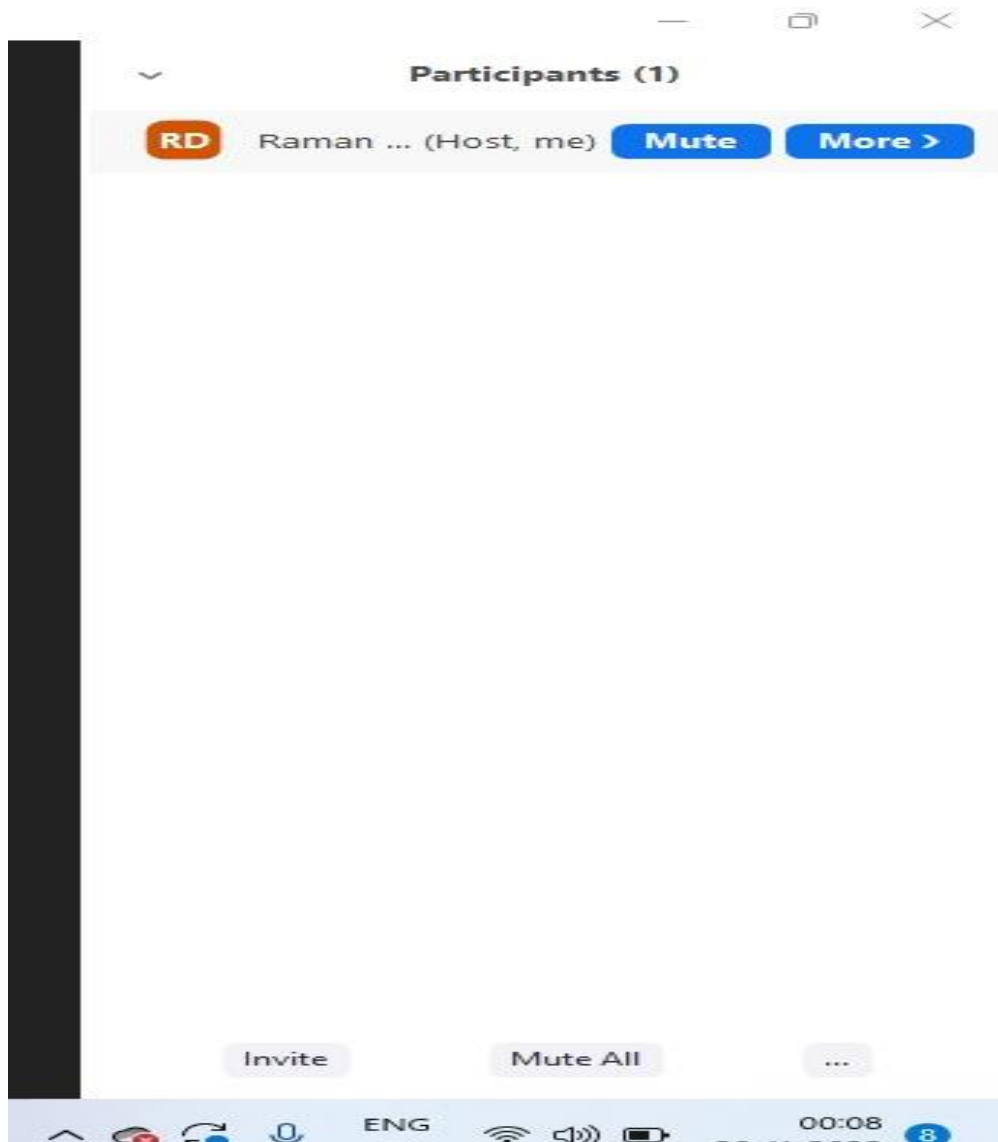 Participants (1)
RD Raman ... (Host, me) Mute More >
Invite Mute All ...
ENG 00:08 8